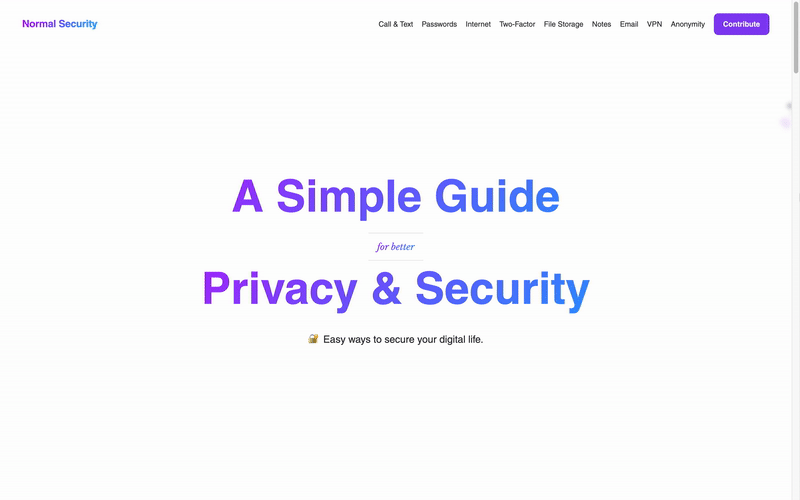 Normal Security
Call & Text Passwords Internet Two-Factor File Storage Notes Email VPN Anonymity Contribute
A Simple Guide
for better
Privacy & Security
🔐 Easy ways to secure your digital life.